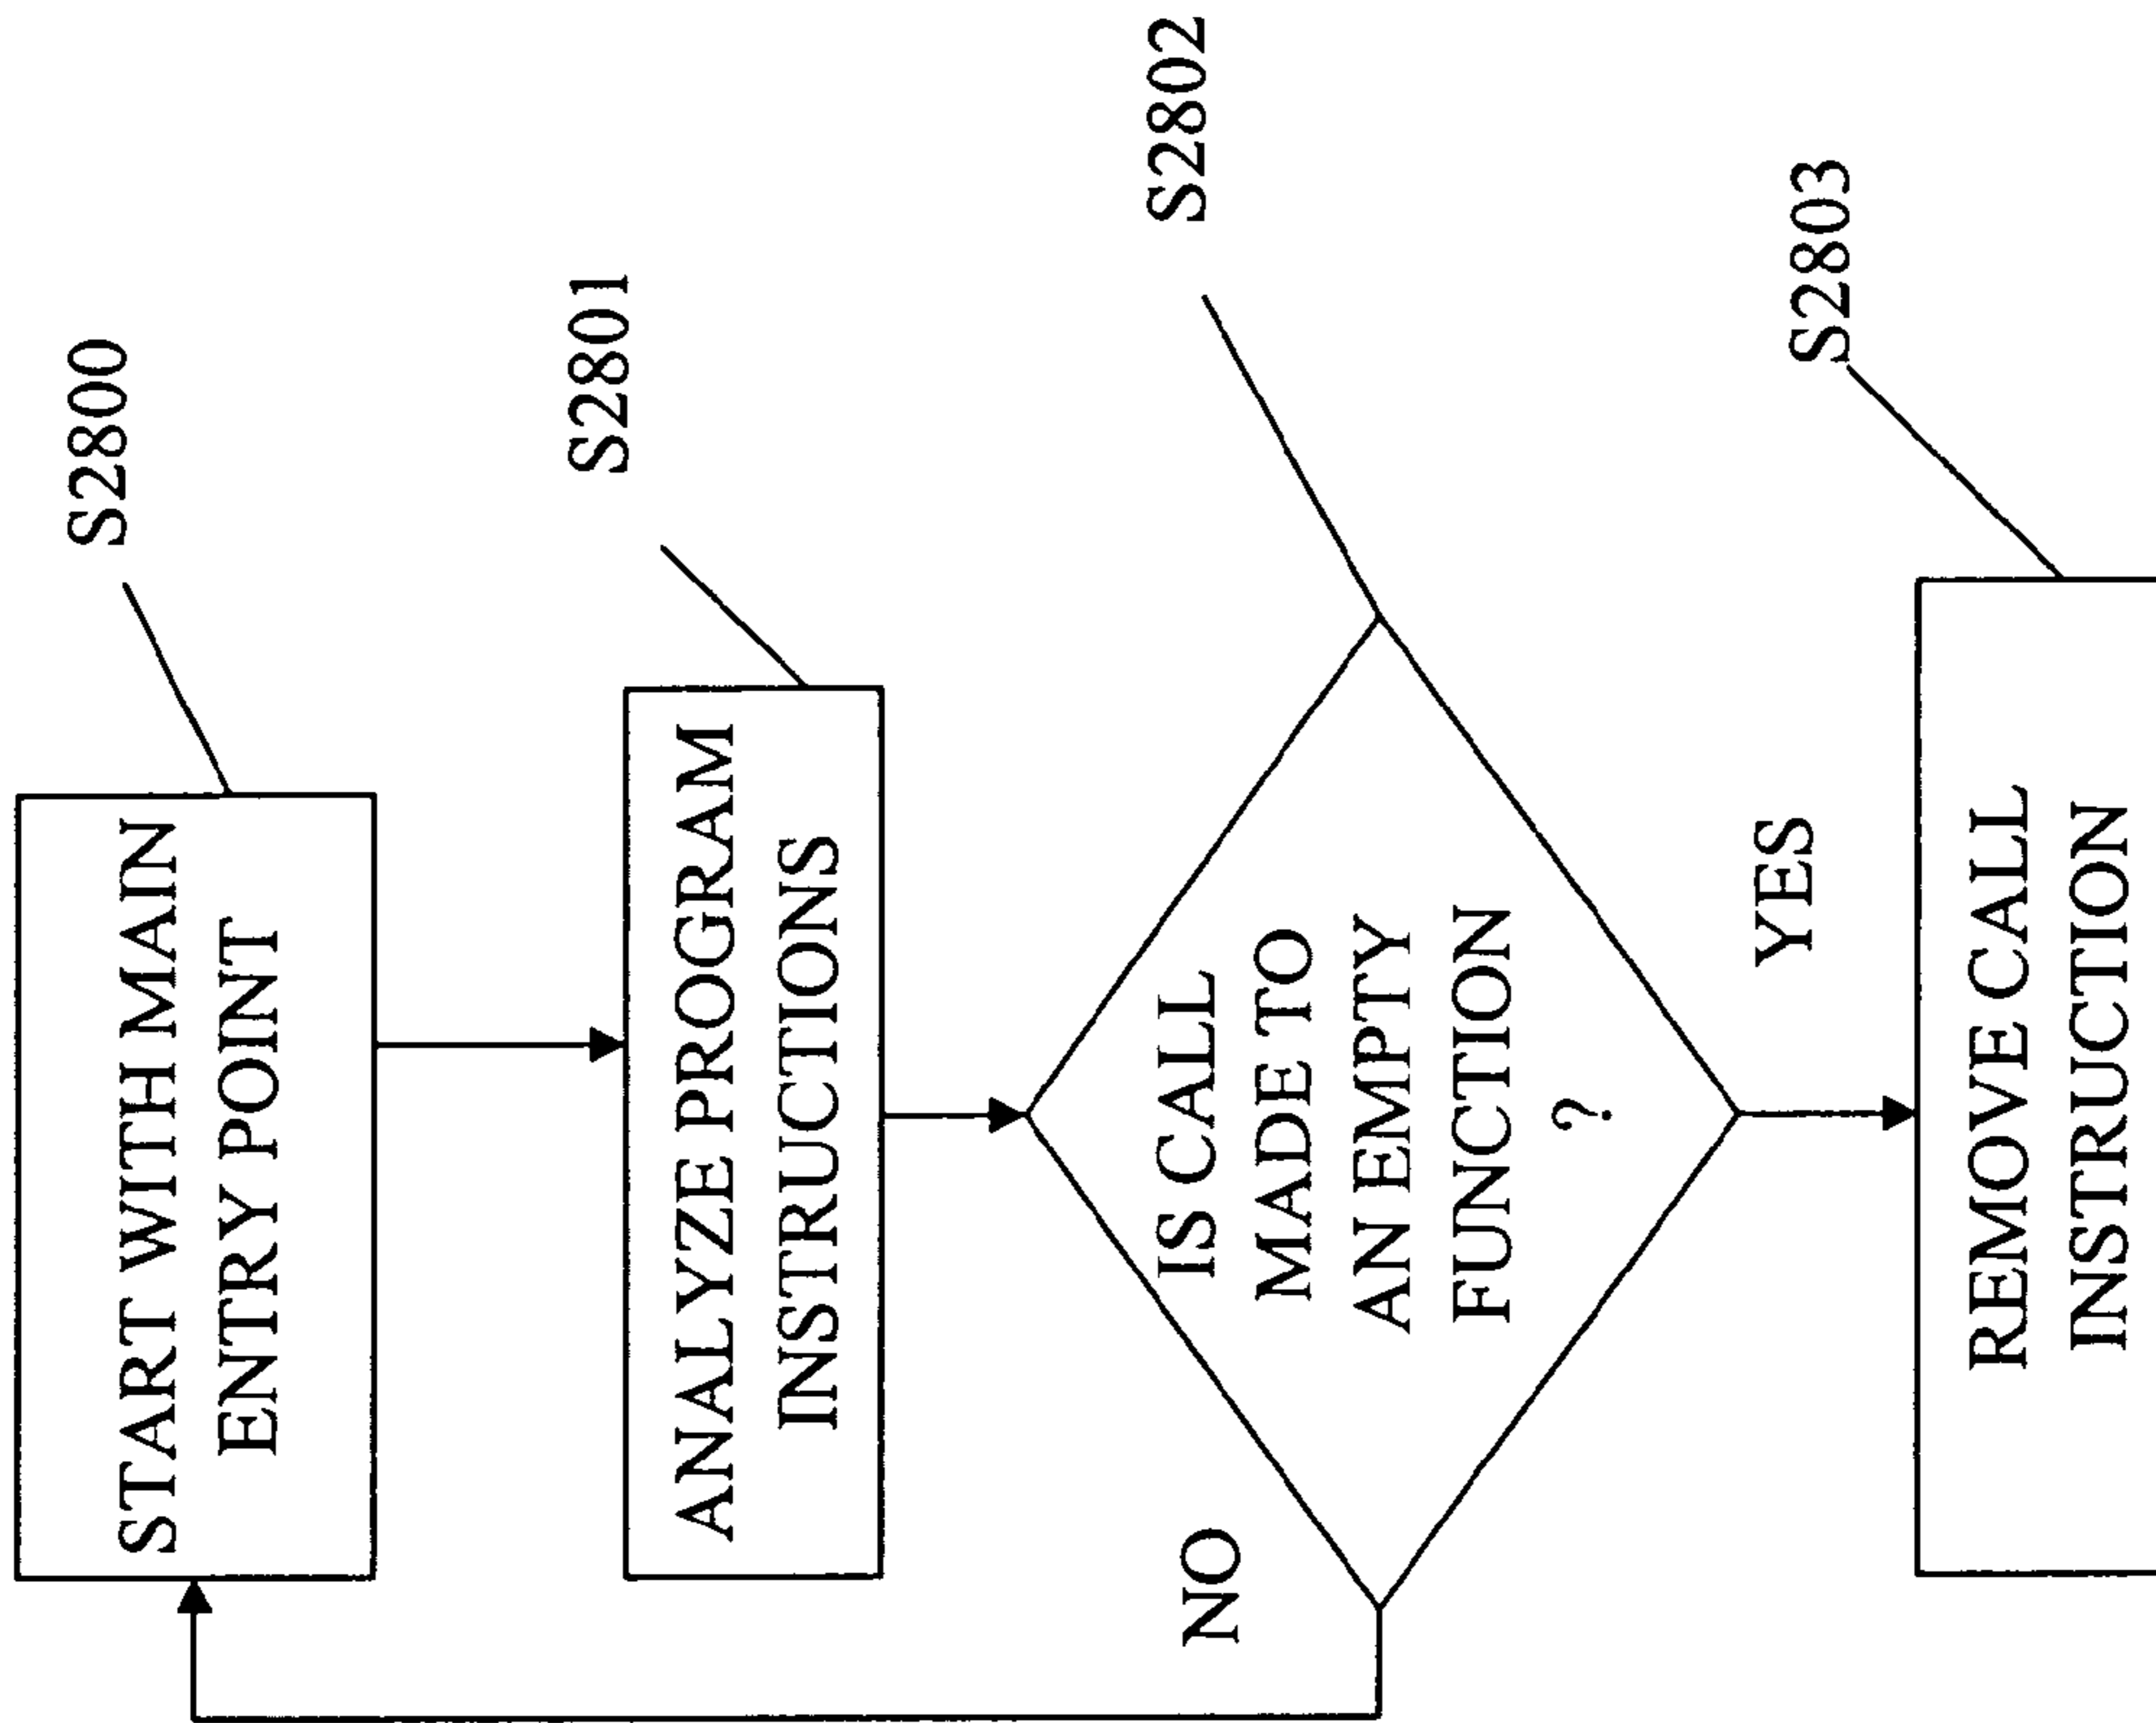 START WITH MAIN
ENTRY POINT
S2800
ANALYZE PROGRAM
INSTRUCTIONS
S2801
IS CALL
MADE TO
AN EMPTY
FUNCTION
?
S2802
NO
YES
REMOVE CALL
INSTRUCTION
S2803